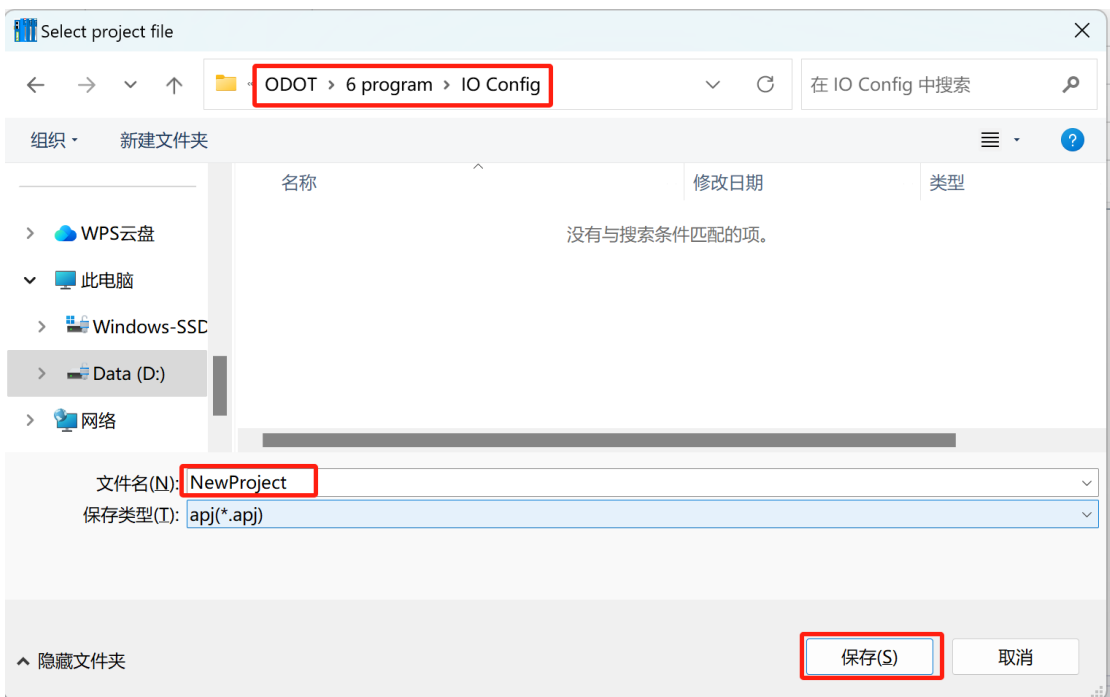 Select project file
« ODOT › 6 program › IO Config
在 IO Config 中搜索
组织
新建文件夹
名称
修改日期
类型
没有与搜索条件匹配的项。
WPS云盘
此电脑
Windows-SSD
Data (D:)
网络
文件名(N):
NewProject
保存类型(T):
apj(*.apj)
隐藏文件夹
保存(S)
取消